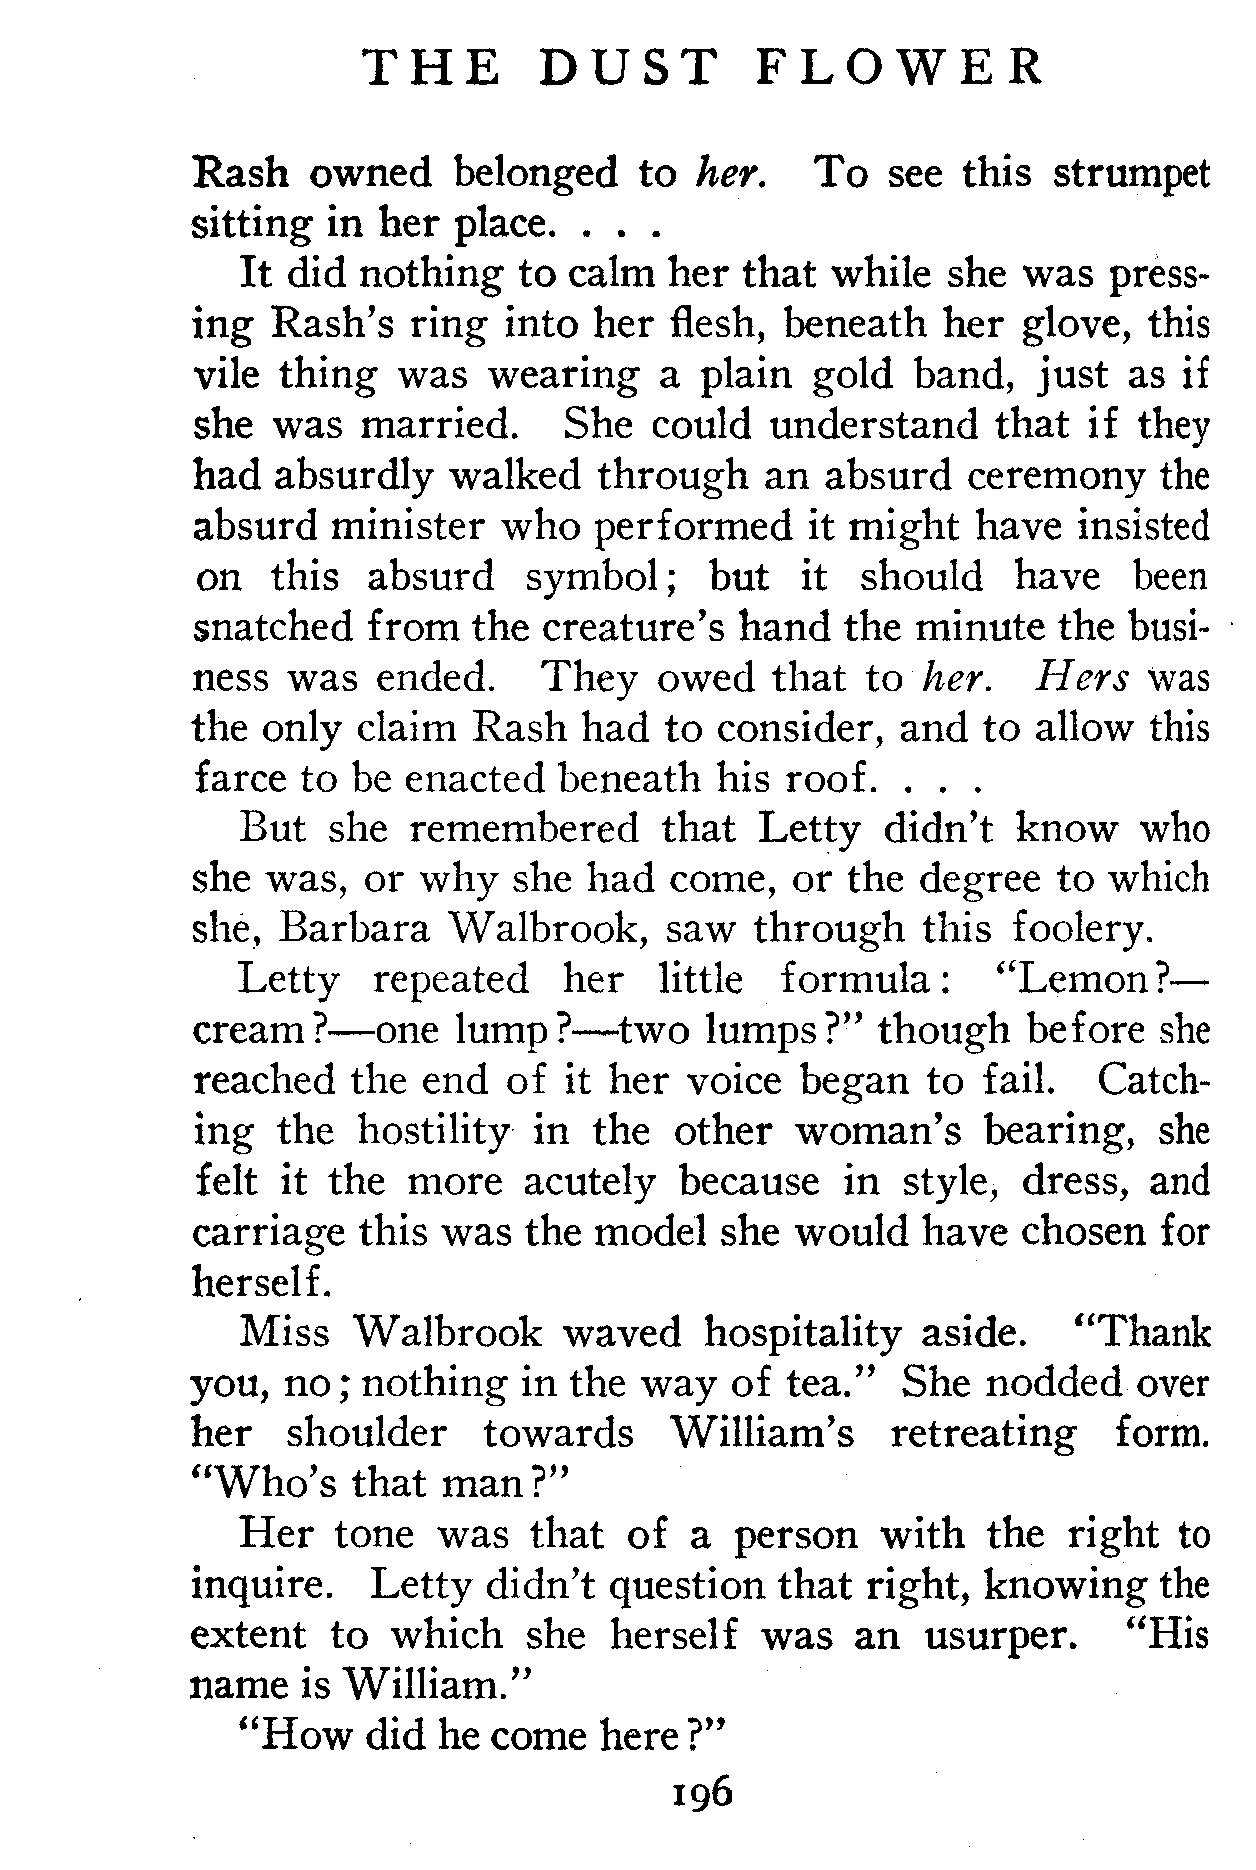 THE DUST FLOWER
Rash owned belonged to her. To see this strumpet
sitting in her place. . . .
It did nothing to calm her that while she was press-
ing Rash's ring into her flesh, beneath her glove, this
vile thing was wearing a plain gold band, just as if
she was married. She could understand that if they
had absurdly walked through an absurd ceremony the
absurd minister who performed it might have insisted
on this absurd symbol; but it should have been
snatched from the creature's hand the minute the busi-
ness was ended. They owed that to her. Hers was
the only claim Rash had to consider, and to allow this
farce to be enacted beneath his roof. . . .
But she remembered that Letty didn't know who
she was, or why she had come, or the degree to which
she, Barbara Walbrook, saw through this foolery.
Letty repeated her little formula: "Lemon?—
cream?—one lump?—two lumps?" though before she
reached the end of it her voice began to fail. Catch-
ing the hostility in the other woman's bearing, she
felt it the more acutely because in style, dress, and
carriage this was the model she would have chosen for
herself.
Miss Walbrook waved hospitality aside. "Thank
you, no; nothing in the way of tea." She nodded over
her shoulder towards William's retreating form.
"Who's that man?"
Her tone was that of a person with the right to
inquire. Letty didn't question that right, knowing the
extent to which she herself was an usurper. "His
name is William."
"How did he come here?"
196